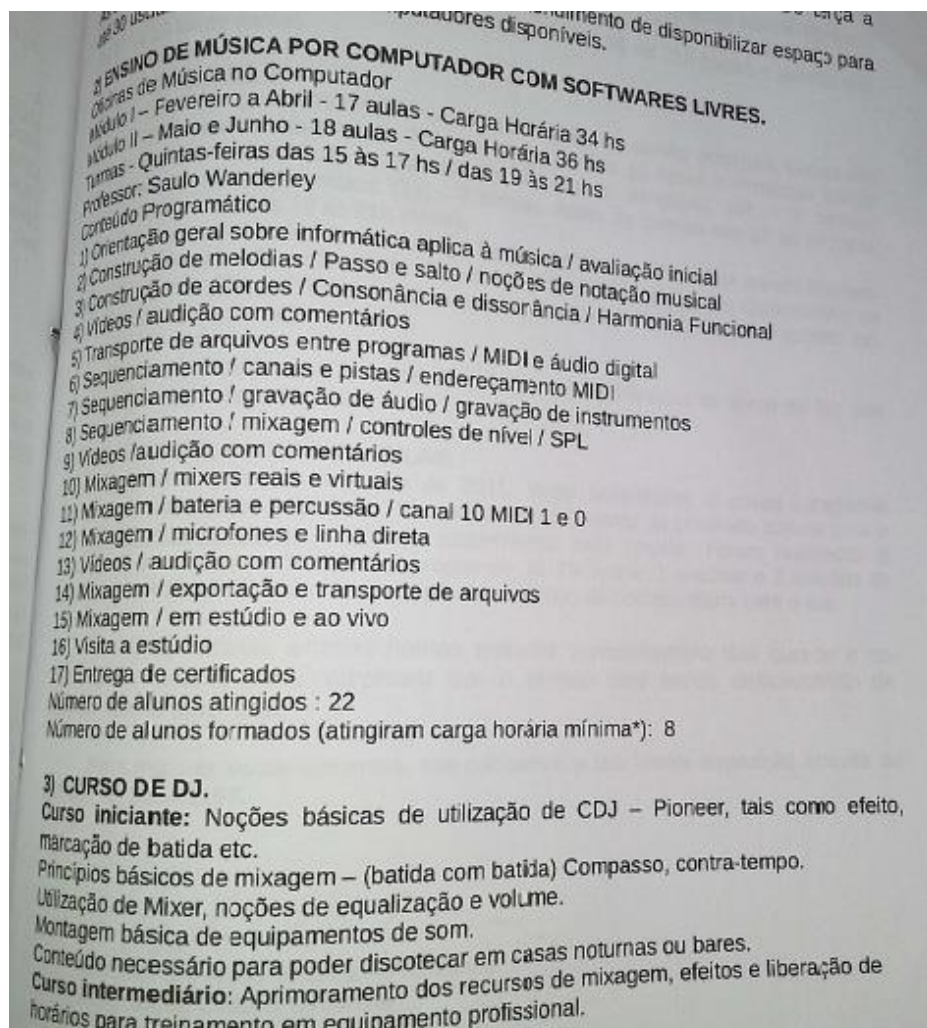 terça a
até 30
mputadores disponíveis.
de disponibilizar espaço para
2) ENSINO DE MÚSICA POR COMPUTADOR COM SOFTWARES LIVRES.
Oficinas de Música no Computador
Módulo I – Fevereiro a Abril - 17 aulas - Carga Horária 34 hs
Módulo II – Maio e Junho - 18 aulas - Carga Horária 36 hs
Turmas - Quintas-feiras das 15 às 17 hs / das 19 às 21 hs
Professor: Saulo Wanderley
Conteúdo Programático
1) Orientação geral sobre informática aplica à música / avaliação inicial
2) Construção de melodias / Passo e salto / noções de notação musical
3) Construção de acordes / Consonância e dissorância / Harmonia Funcional
4) Vídeos / audição com comentários
5) Transporte de arquivos entre programas / MIDI e áudio digital
6) Sequenciamento / canais e pistas / endereçamento MIDI
7) Sequenciamento / gravação de áudio / gravação de instrumentos
8) Sequenciamento / mixagem / controles de nível / SPL
9) Vídeos /audição com comentários
10) Mixagem / mixers reais e virtuais
11) Mixagem / bateria e percussão / canal 10 MIDI 1 e 0
12) Mixagem / microfones e linha direta
13) Vídeos / audição com comentários
14) Mixagem / exportação e transporte de arquivos
15) Mixagem / em estúdio e ao vivo
16) Visita a estúdio
17) Entrega de certificados
Número de alunos atingidos : 22
Número de alunos formados (atingiram carga horária mínima*): 8
3) CURSO DE DJ.
Curso iniciante: Noções básicas de utilização de CDJ – Pioneer, tais como efeito,
marcação de batida etc.
Princípios básicos de mixagem – (batida com batida) Compasso, contra-tempo.
Utilização de Mixer, noções de equalização e volume.
Montagem básica de equipamentos de som.
Conteúdo necessário para poder discotecar em casas noturnas ou bares.
Curso intermediário: Aprimoramento dos recursos de mixagem, efeitos e liberação de
horários para treinamento em equipamento profissional.